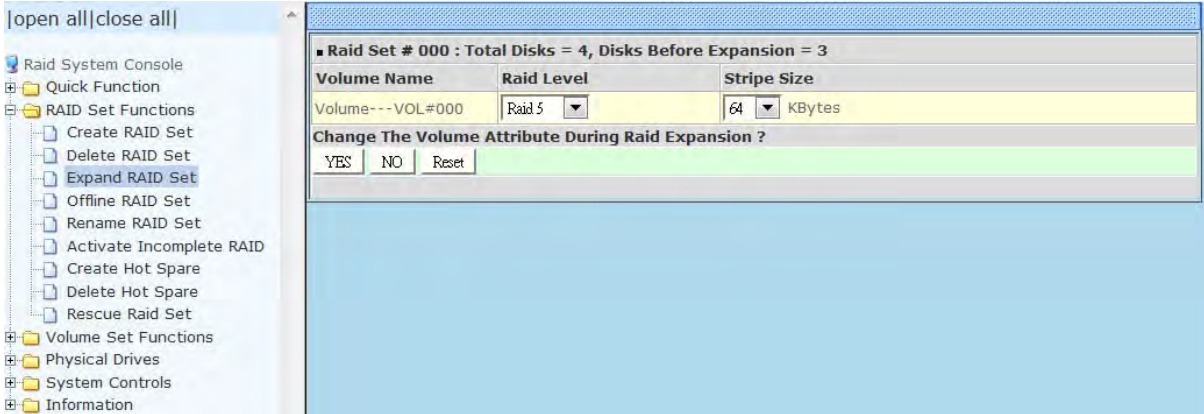 |open all|close all|
Raid System Console
Quick Function
RAID Set Functions
Create RAID Set
Delete RAID Set
Expand RAID Set
Offline RAID Set
Rename RAID Set
Activate Incomplete RAID
Create Hot Spare
Delete Hot Spare
Rescue Raid Set
Volume Set Functions
Physical Drives
System Controls
Information
Raid Set # 000 : Total Disks = 4, Disks Before Expansion = 3
Volume Name Raid Level Stripe Size
Volume---VOL#000 Raid 5 64 KBytes
Change The Volume Attribute During Raid Expansion ?
YES NO Reset